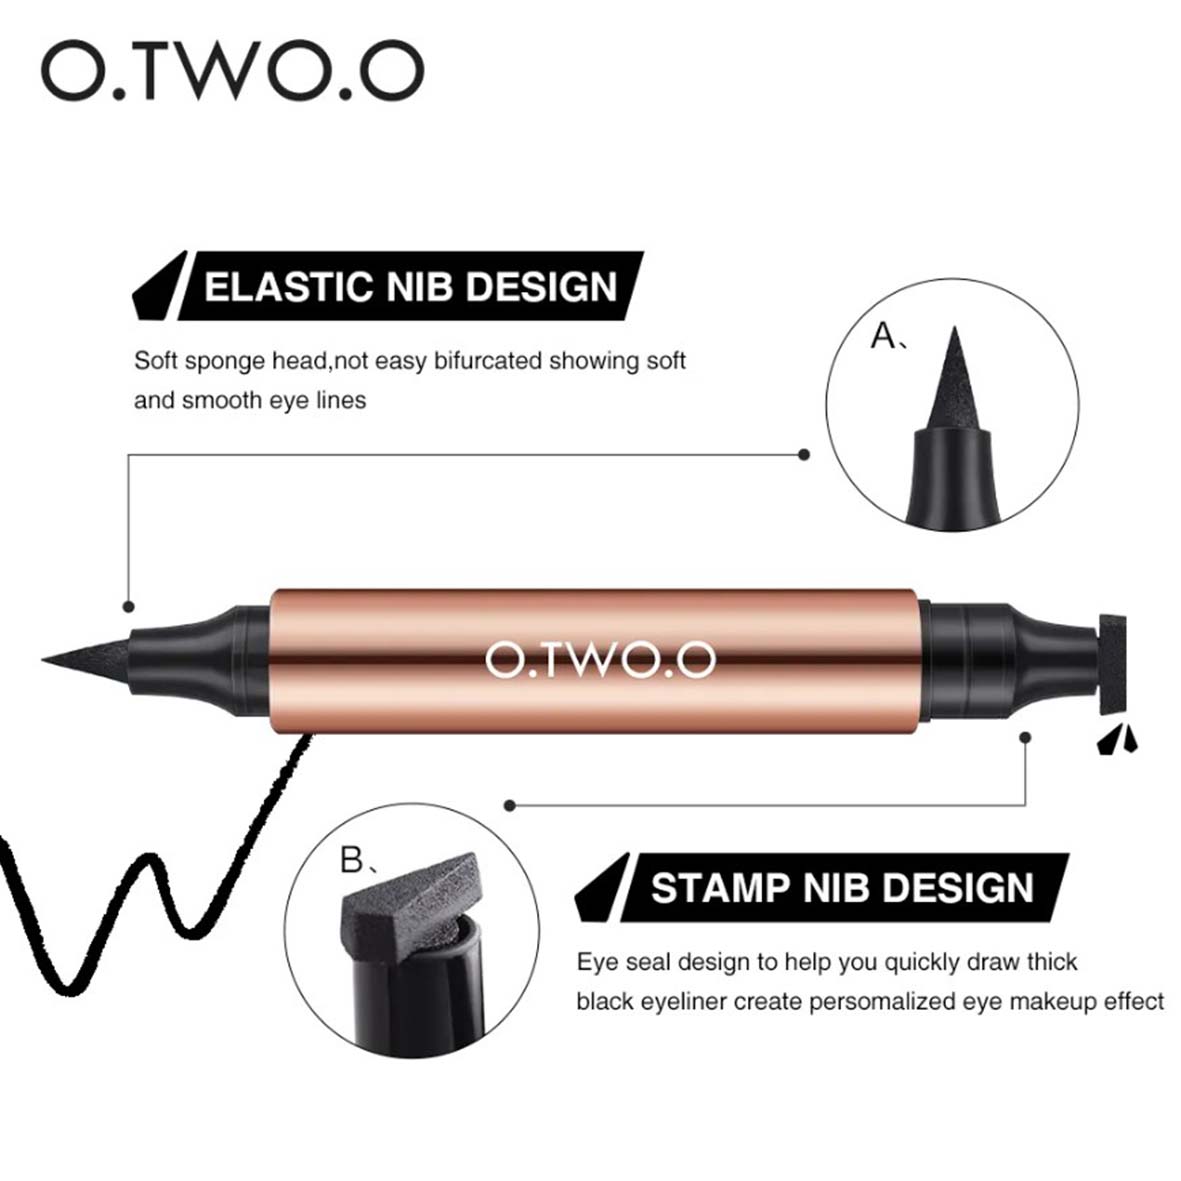 O.TWO.O
ELASTIC NIB DESIGN
Soft sponge head,not easy bifurcated showing soft
and smooth eye lines
A、
O.TWO.O
B、
STAMP NIB DESIGN
Eye seal design to help you quickly draw thick
black eyeliner create persomalized eye makeup effect